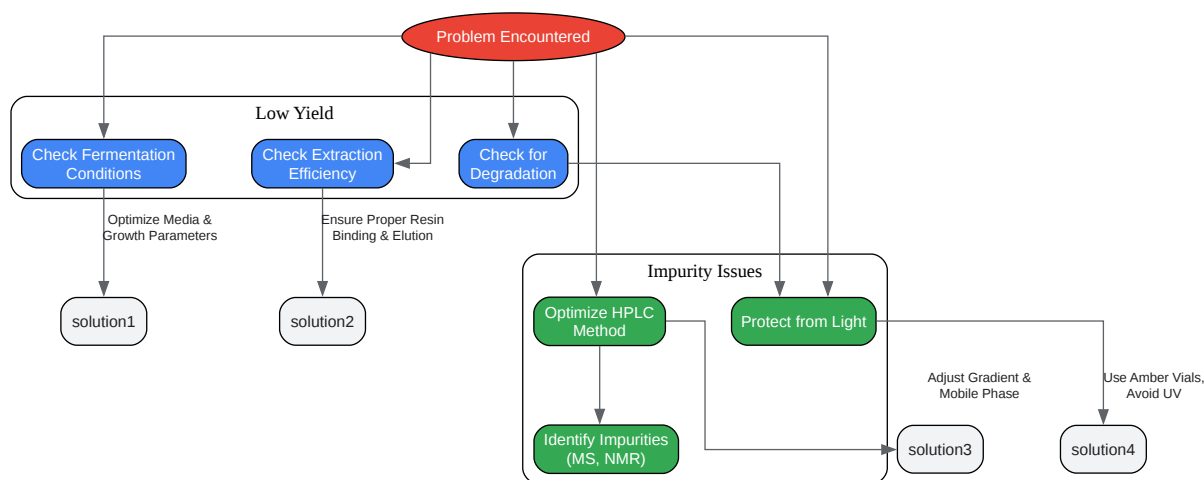 Problem Encountered
Low Yield
Check Fermentation
Conditions
Check Extraction
Efficiency
Check for
Degradation
Optimize Media &
Growth Parameters
Ensure Proper Resin
Binding & Elution
Impurity Issues
solution1
solution2
Optimize HPLC
Method
Protect from Light
Adjust Gradient &
Mobile Phase
Use Amber Vials,
Avoid UV
Identify Impurities
(MS, NMR)
solution3
solution4